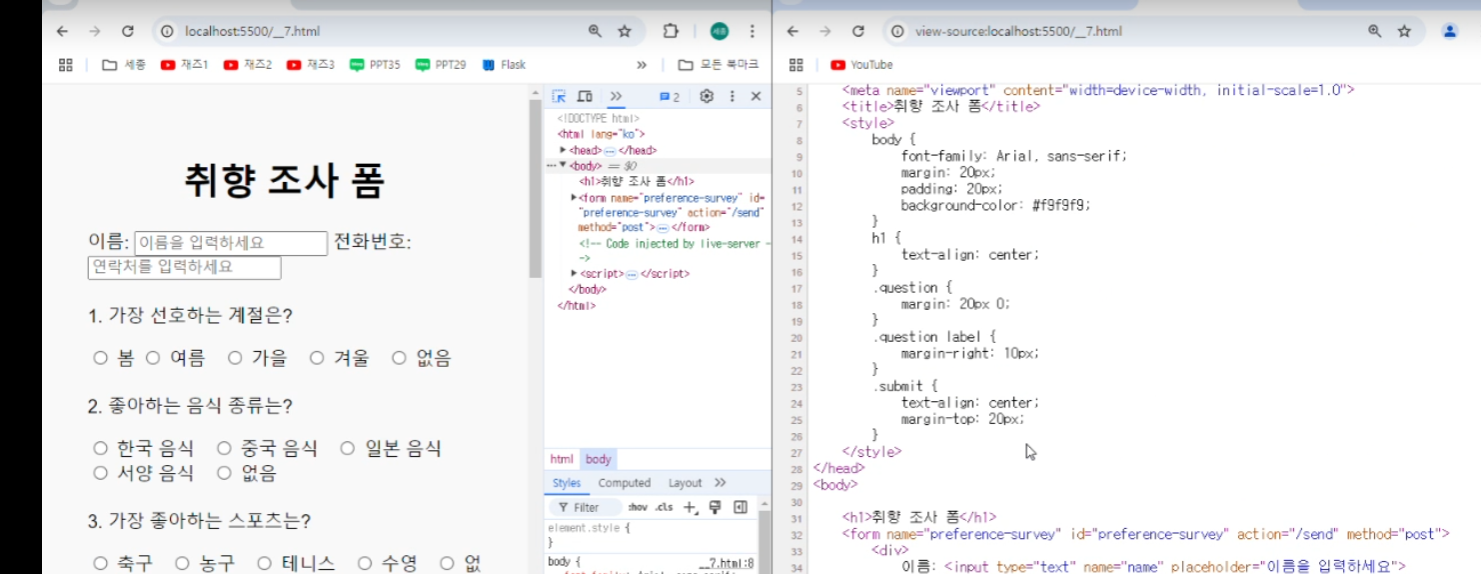 localhost:5500/__7.html
세종
재즈1
재즈2
재즈3
PPT35
PPT29
Flask
모든 북마크
취향 조사 폼
이름: 이름을 입력하세요 전화번호:
연락처를 입력하세요
1. 가장 선호하는 계절은?
봄 여름 가을 겨울 없음
2. 좋아하는 음식 종류는?
한국 음식 중국 음식 일본 음식
서양 음식 없음
3. 가장 좋아하는 스포츠는?
축구 농구 테니스 수영 없
2
<!DOCTYPE html>
<html lang="ko">
<head> … </head>
<body> == $0
<h1>취향 조사 폼</h1>
<form name="preference-survey" id=
"preference-survey" action="/send"
method="post"> … </form>
<!-- Code injected by live-server -
->
<script> … </script>
</body>
</html>
html body
Styles Computed Layout
Filter :hov .cls
element.style {
}
body { __7.html:8
view-source:localhost:5500/__7.html
YouTube
5 <meta name="viewport" content="width=device-width, initial-scale=1.0">
6 <title>취향 조사 폼</title>
7 <style>
8 body {
9 font-family: Arial, sans-serif;
10 margin: 20px;
11 padding: 20px;
12 background-color: #f9f9f9;
13 }
14 h1 {
15 text-align: center;
16 }
17 .question {
18 margin: 20px 0;
19 }
20 .question label {
21 margin-right: 10px;
22 }
23 .submit {
24 text-align: center;
25 margin-top: 20px;
26 }
27 </style>
28 </head>
29 <body>
30
31 <h1>취향 조사 폼</h1>
32 <form name="preference-survey" id="preference-survey" action="/send" method="post">
33 <div>
34 이름: <input type="text" name="name" placeholder="이름을 입력하세요">